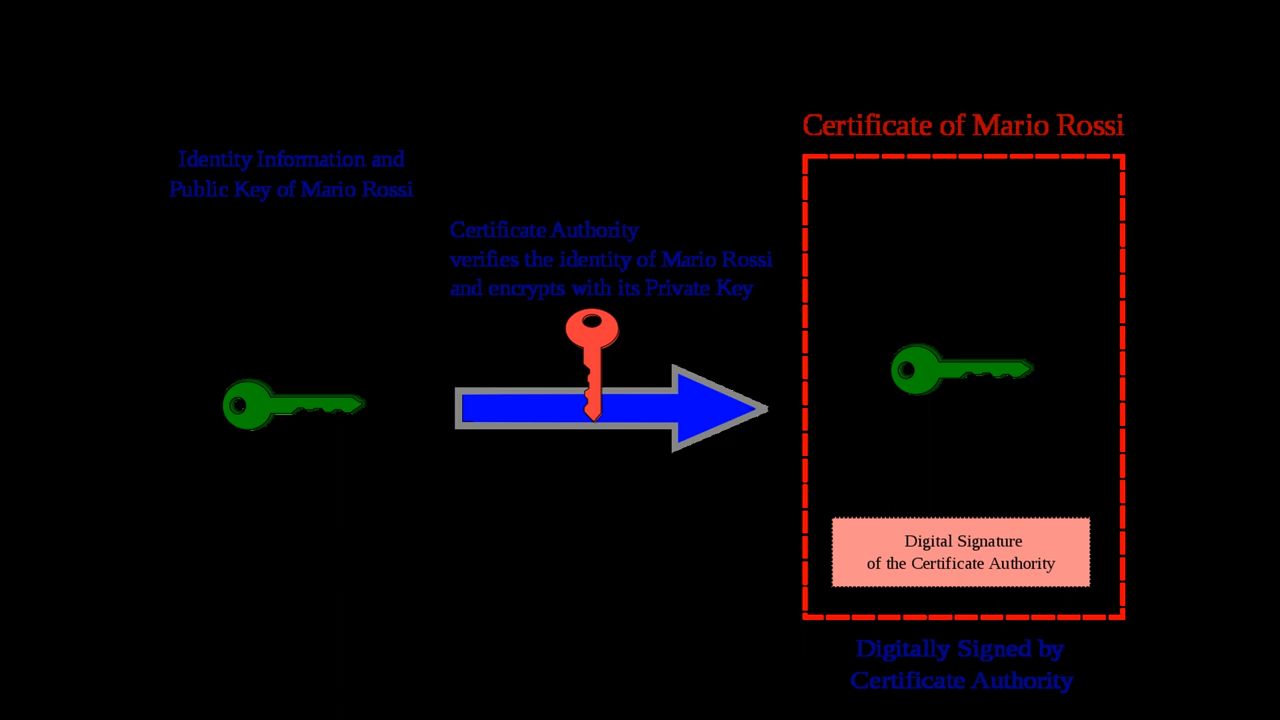 Certificate of Mario Rossi
Identity Information and
Public Key of Mario Rossi
Certificate Authority
verifies the identity of Mario Rossi
and encrypts with its Private Key
Digital Signature
of the Certificate Authority
Digitally Signed by
Certificate Authority